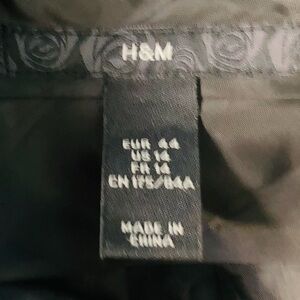 H&M
EUR 44
US 14
FR 14
CN 175/84A
MADE IN
CHINA